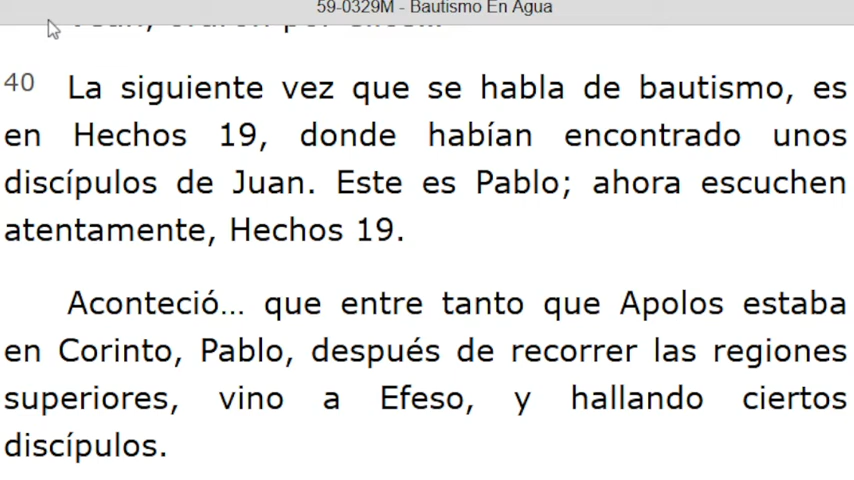 59-0329M - Bautismo En Agua
40 La siguiente vez que se habla de bautismo, es
en Hechos 19, donde habían encontrado unos
discípulos de Juan. Este es Pablo; ahora escuchen
atentamente, Hechos 19.
Aconteció... que entre tanto que Apolos estaba
en Corinto, Pablo, después de recorrer las regiones
superiores, vino a Efeso, y hallando ciertos
discípulos.